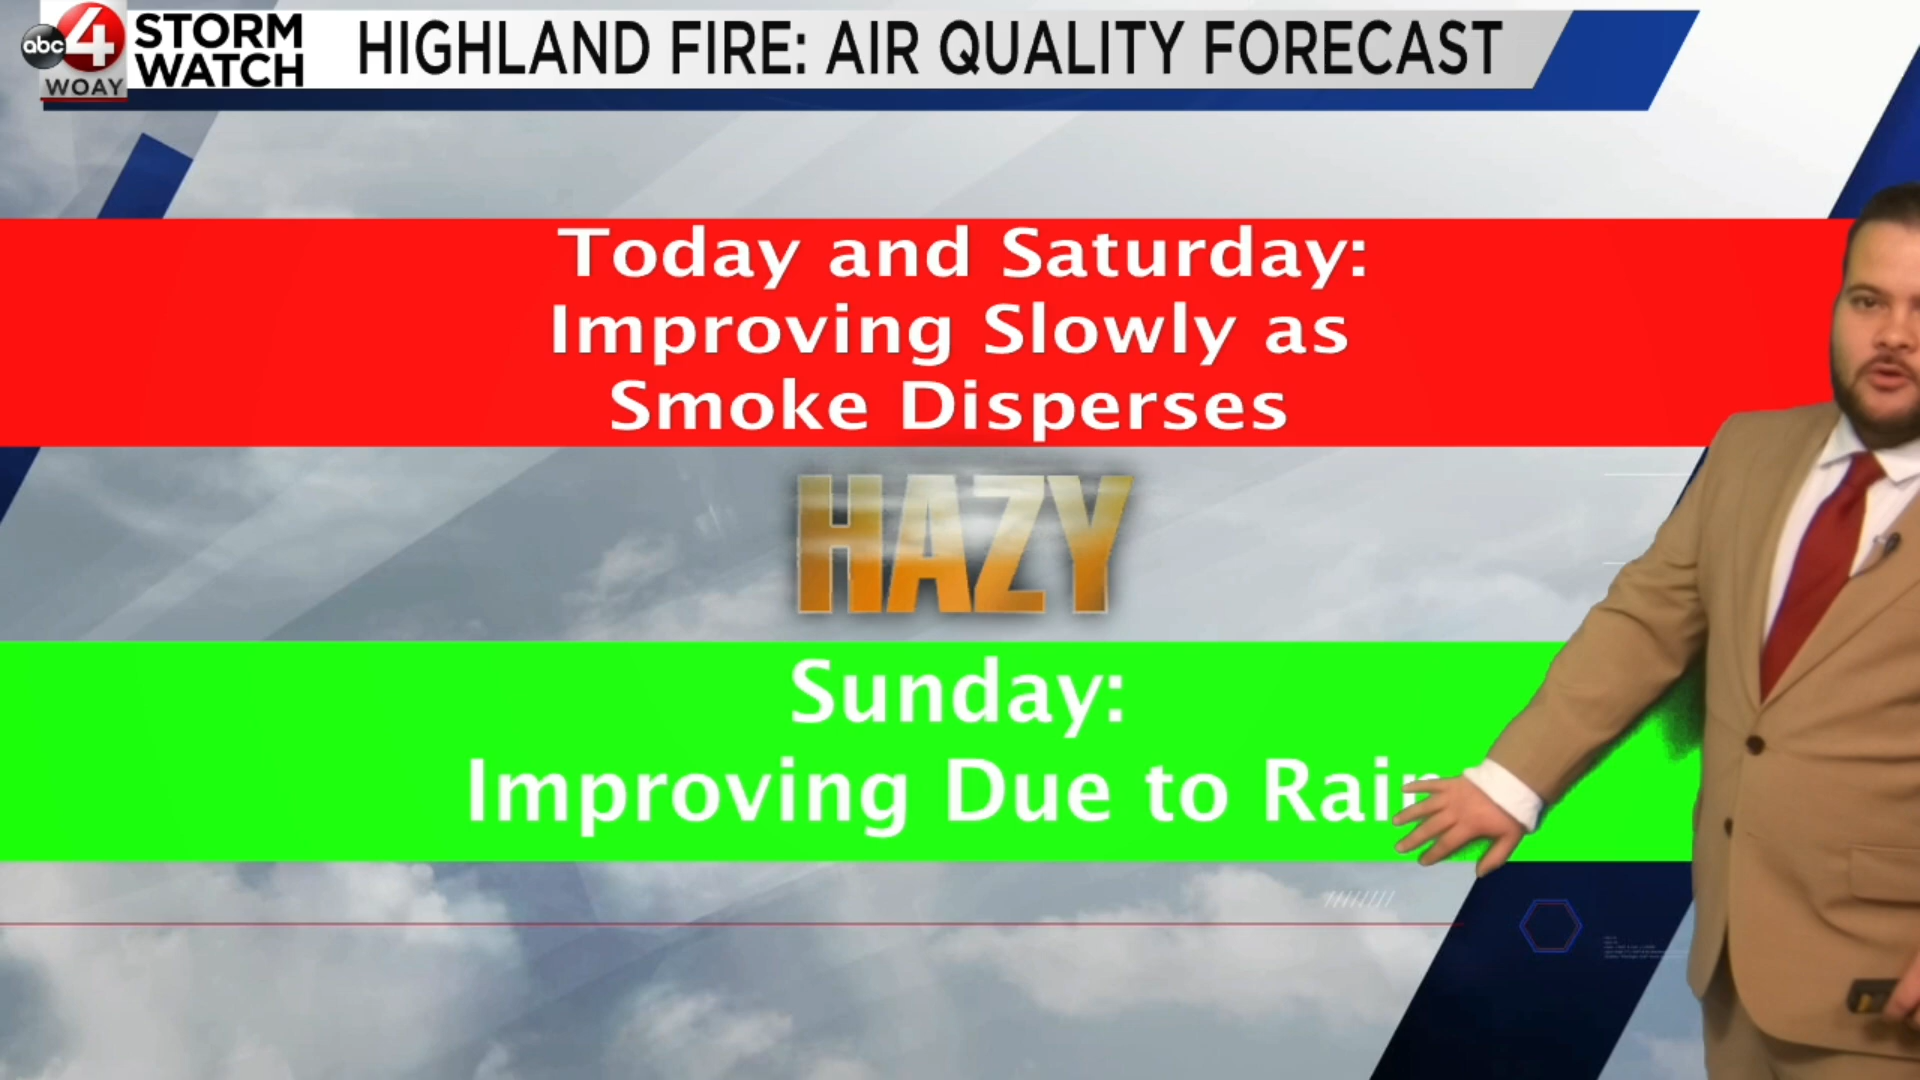 abc 4
WOAY
STORM
WATCH
HIGHLAND FIRE: AIR QUALITY FORECAST
Today and Saturday:
Improving Slowly as
Smoke Disperses
HAZY
Sunday:
Improving Due to Rain